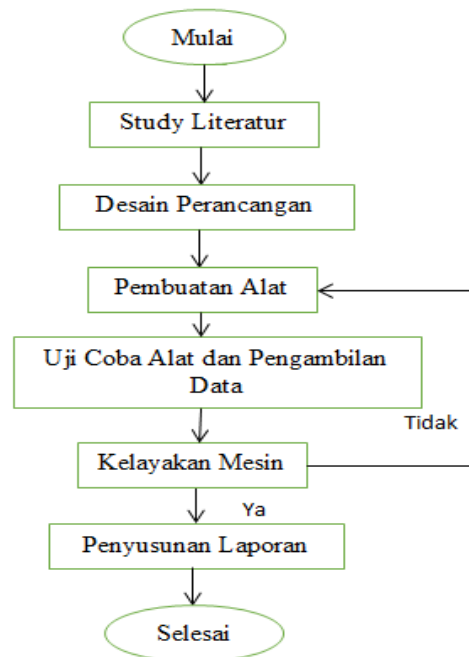 Mulai
Study Literatur
Desain Perancangan
Pembuatan Alat
Uji Coba Alat dan Pengambilan
Data
Tidak
Kelayakan Mesin
Ya
Penyusunan Laporan
Selesai